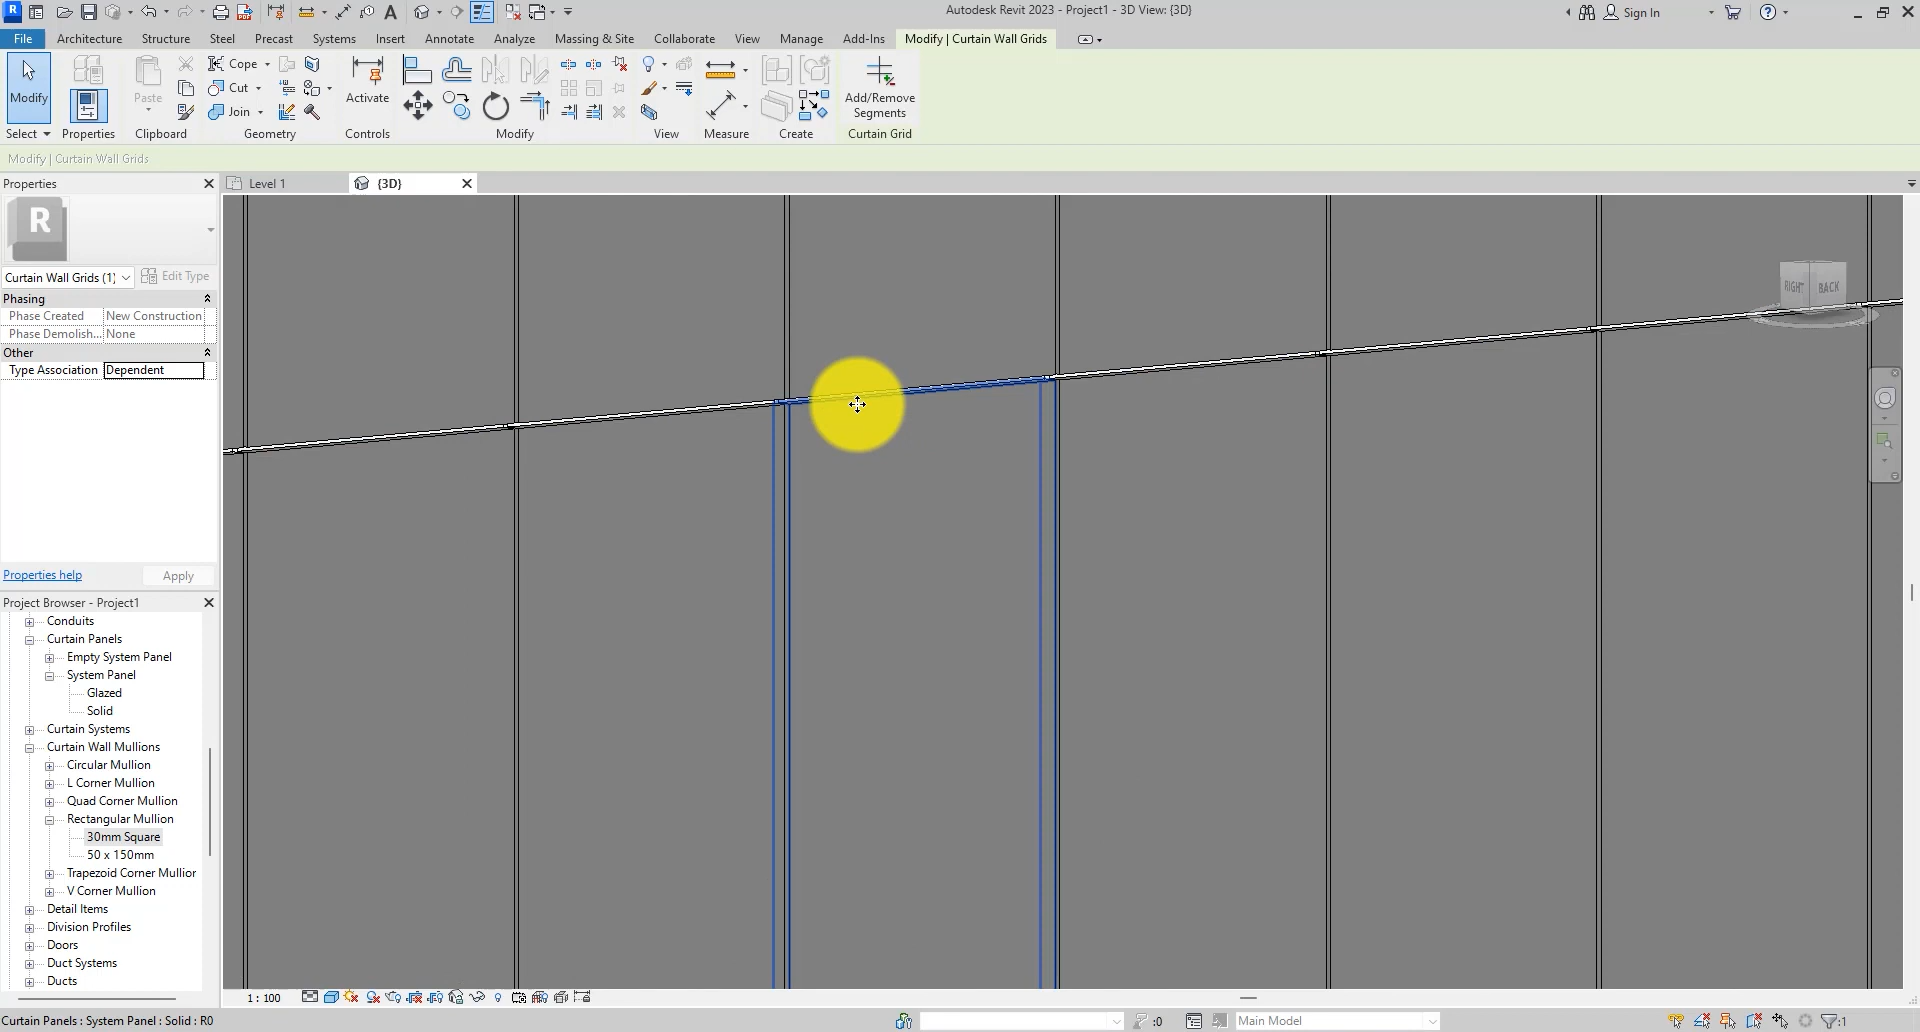 Autodesk Revit 2023 - Project1 - 3D View: {3D}
Sign In
File
Architecture
Structure
Steel
Precast
Systems
Insert
Annotate
Analyze
Massing & Site
Collaborate
View
Manage
Add-Ins
Modify | Curtain Wall Grids
Modify
Paste
Cope
Cut
Join
Activate
Add/Remove
Segments
Select
Properties
Clipboard
Geometry
Controls
Modify
View
Measure
Create
Curtain Grid
Modify | Curtain Wall Grids
Properties
Level 1
{3D}
R
Curtain Wall Grids (1)
Edit Type
Phasing
Phase Created
New Construction
Phase Demolish...
None
Other
Type Association
Dependent
Properties help
Apply
Project Browser - Project1
Conduits
Curtain Panels
Empty System Panel
System Panel
Glazed
Solid
Curtain Systems
Curtain Wall Mullions
Circular Mullion
L Corner Mullion
Quad Corner Mullion
Rectangular Mullion
30mm Square
50 x 150mm
Trapezoid Corner Mullior
V Corner Mullion
Detail Items
Division Profiles
Doors
Duct Systems
Ducts
RIGHT
BACK
1 : 100
Curtain Panels : System Panel : Solid : R0
:0
Main Model
:1